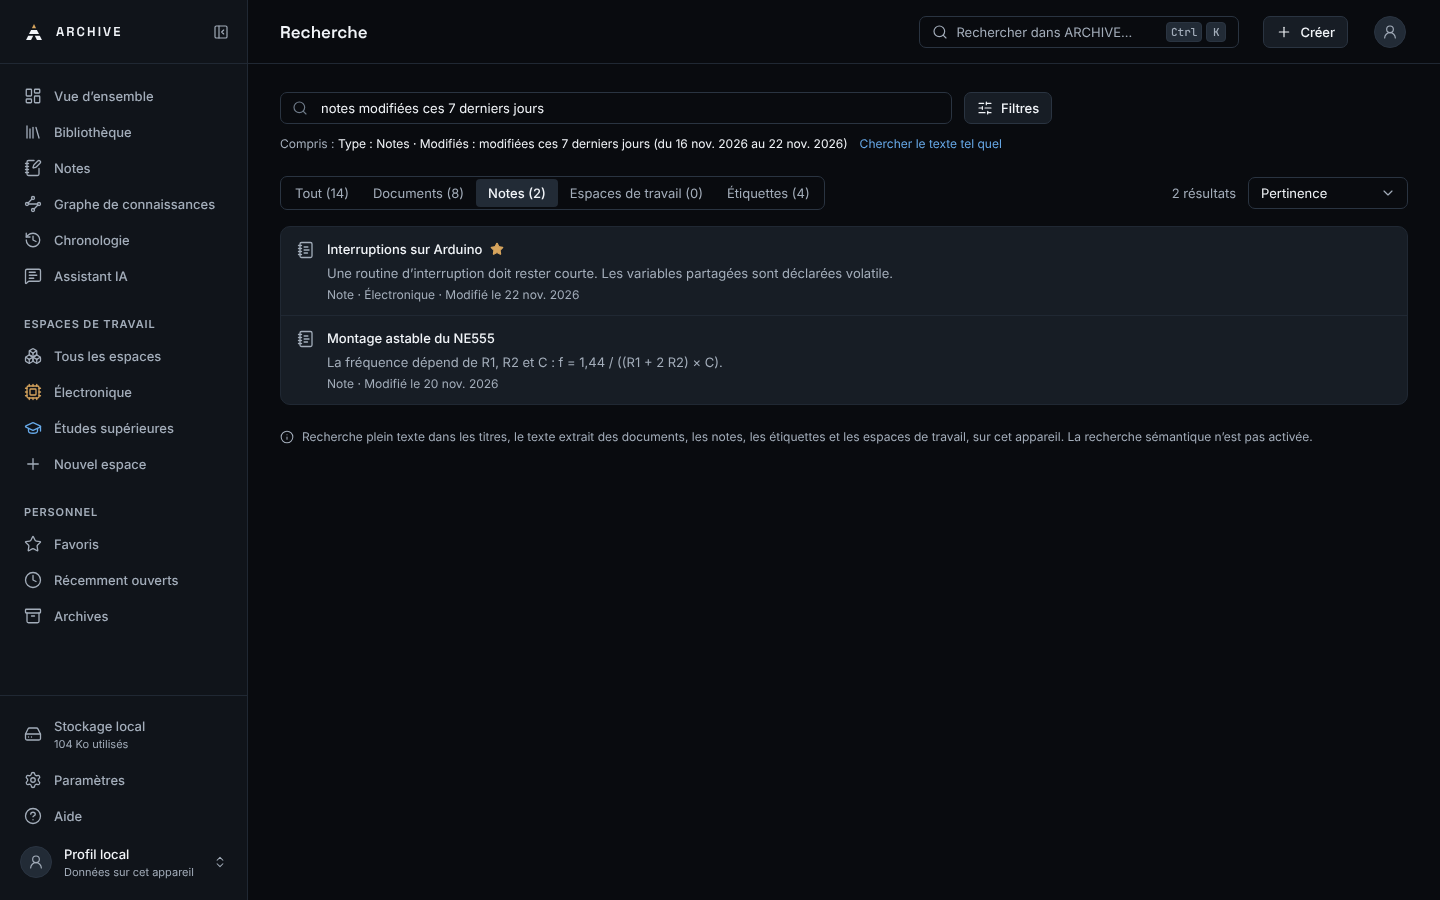 ARCHIVE
Recherche
Rechercher dans ARCHIVE... Ctrl K
Créer
Vue d’ensemble
Bibliothèque
Notes
Graphe de connaissances
Chronologie
Assistant IA
ESPACES DE TRAVAIL
Tous les espaces
Électronique
Études supérieures
Nouvel espace
PERSONNEL
Favoris
Récemment ouverts
Archives
Stockage local
104 Ko utilisés
Paramètres
Aide
Profil local
Données sur cet appareil
notes modifiées ces 7 derniers jours
Filtres
Compris : Type : Notes · Modifiés : modifiées ces 7 derniers jours (du 16 nov. 2026 au 22 nov. 2026) Chercher le texte tel quel
Tout (14) Documents (8) Notes (2) Espaces de travail (0) Étiquettes (4)
2 résultats Pertinence
Interruptions sur Arduino
Une routine d’interruption doit rester courte. Les variables partagées sont déclarées volatile.
Note · Électronique · Modifié le 22 nov. 2026
Montage astable du NE555
La fréquence dépend de R1, R2 et C : f = 1,44 / ((R1 + 2 R2) × C).
Note · Modifié le 20 nov. 2026
Recherche plein texte dans les titres, le texte extrait des documents, les notes, les étiquettes et les espaces de travail, sur cet appareil. La recherche sémantique n’est pas activée.